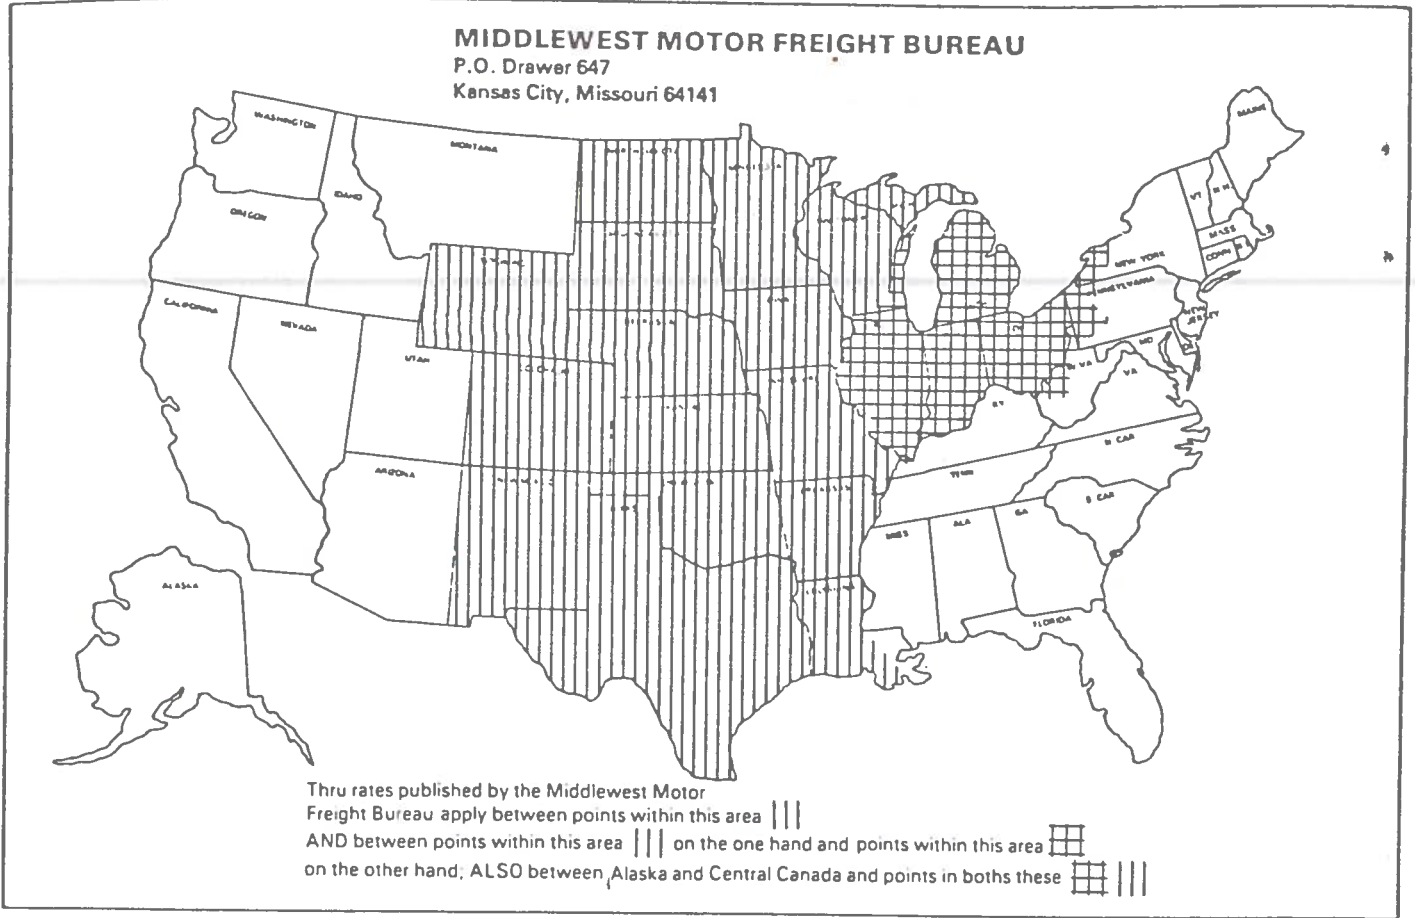 MIDDLEWEST MOTOR FREIGHT BUREAU
P.O. Drawer 647
Kansas City, Missouri 64141
WASHINGTON
MONTANA
MAINE
IDAHO
OREGON
VT
N H
MASS
CONN
R I
NEW YORK
CALIFORNIA
NEVADA
UTAH
NEW
JERSEY
MD
DEL
W VA
VA
KY
ARIZONA
N CAR
TENN
S CAR
MISS
ALA
GA
FLORIDA
ALASKA
Thru rates published by the Middlewest Motor
Freight Bureau apply between points within this area
AND between points within this area on the one hand and points within this area
on the other hand; ALSO between Alaska and Central Canada and points in boths these